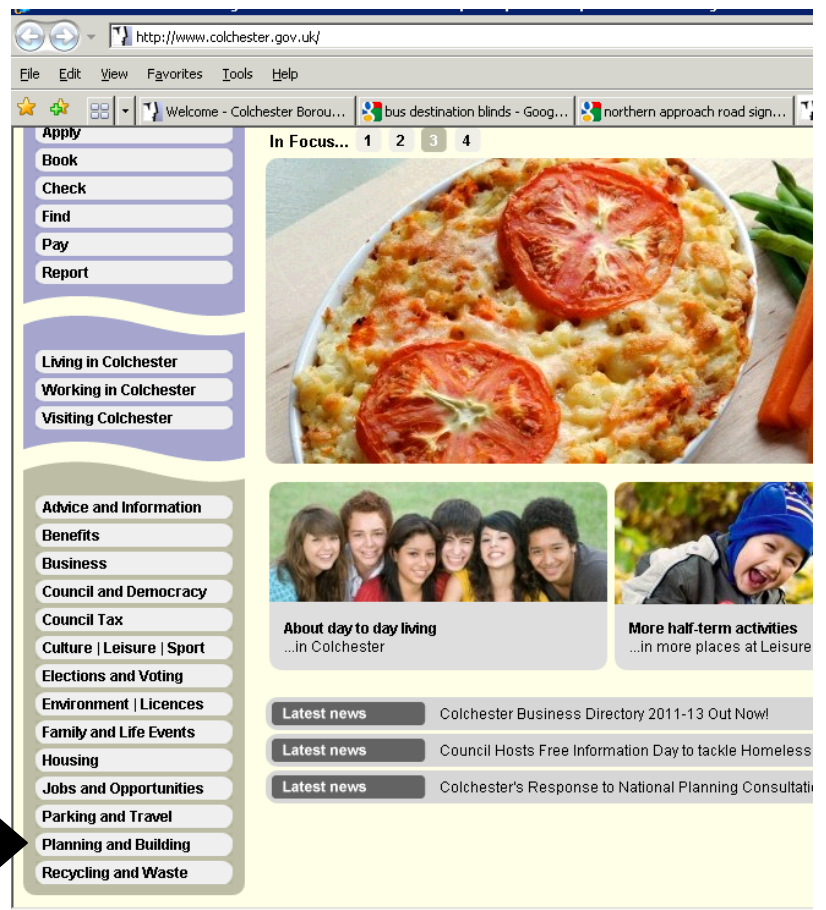 http://www.colchester.gov.uk/
File Edit View Favorites Tools Help
Welcome - Colchester Borou... bus destination blinds - Goog... northern approach road sign...
Apply
Book
Check
Find
Pay
Report
Living in Colchester
Working in Colchester
Visiting Colchester
Advice and Information
Benefits
Business
Council and Democracy
Council Tax
Culture | Leisure | Sport
Elections and Voting
Environment | Licences
Family and Life Events
Housing
Jobs and Opportunities
Parking and Travel
Planning and Building
Recycling and Waste
In Focus... 1 2 3 4
About day to day living
...in Colchester
More half-term activities
...in more places at Leisure
Latest news Colchester Business Directory 2011-13 Out Now!
Latest news Council Hosts Free Information Day to tackle Homeless
Latest news Colchester's Response to National Planning Consultati